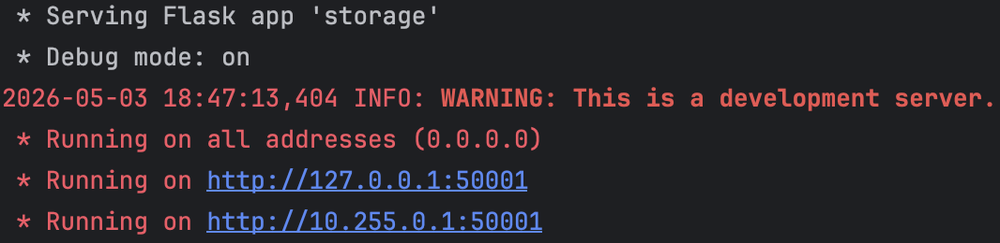 * Serving Flask app 'storage'
* Debug mode: on
2026-05-03 18:47:13,404 INFO: WARNING: This is a development server.
* Running on all addresses (0.0.0.0)
* Running on http://127.0.0.1:50001
* Running on http://10.255.0.1:50001